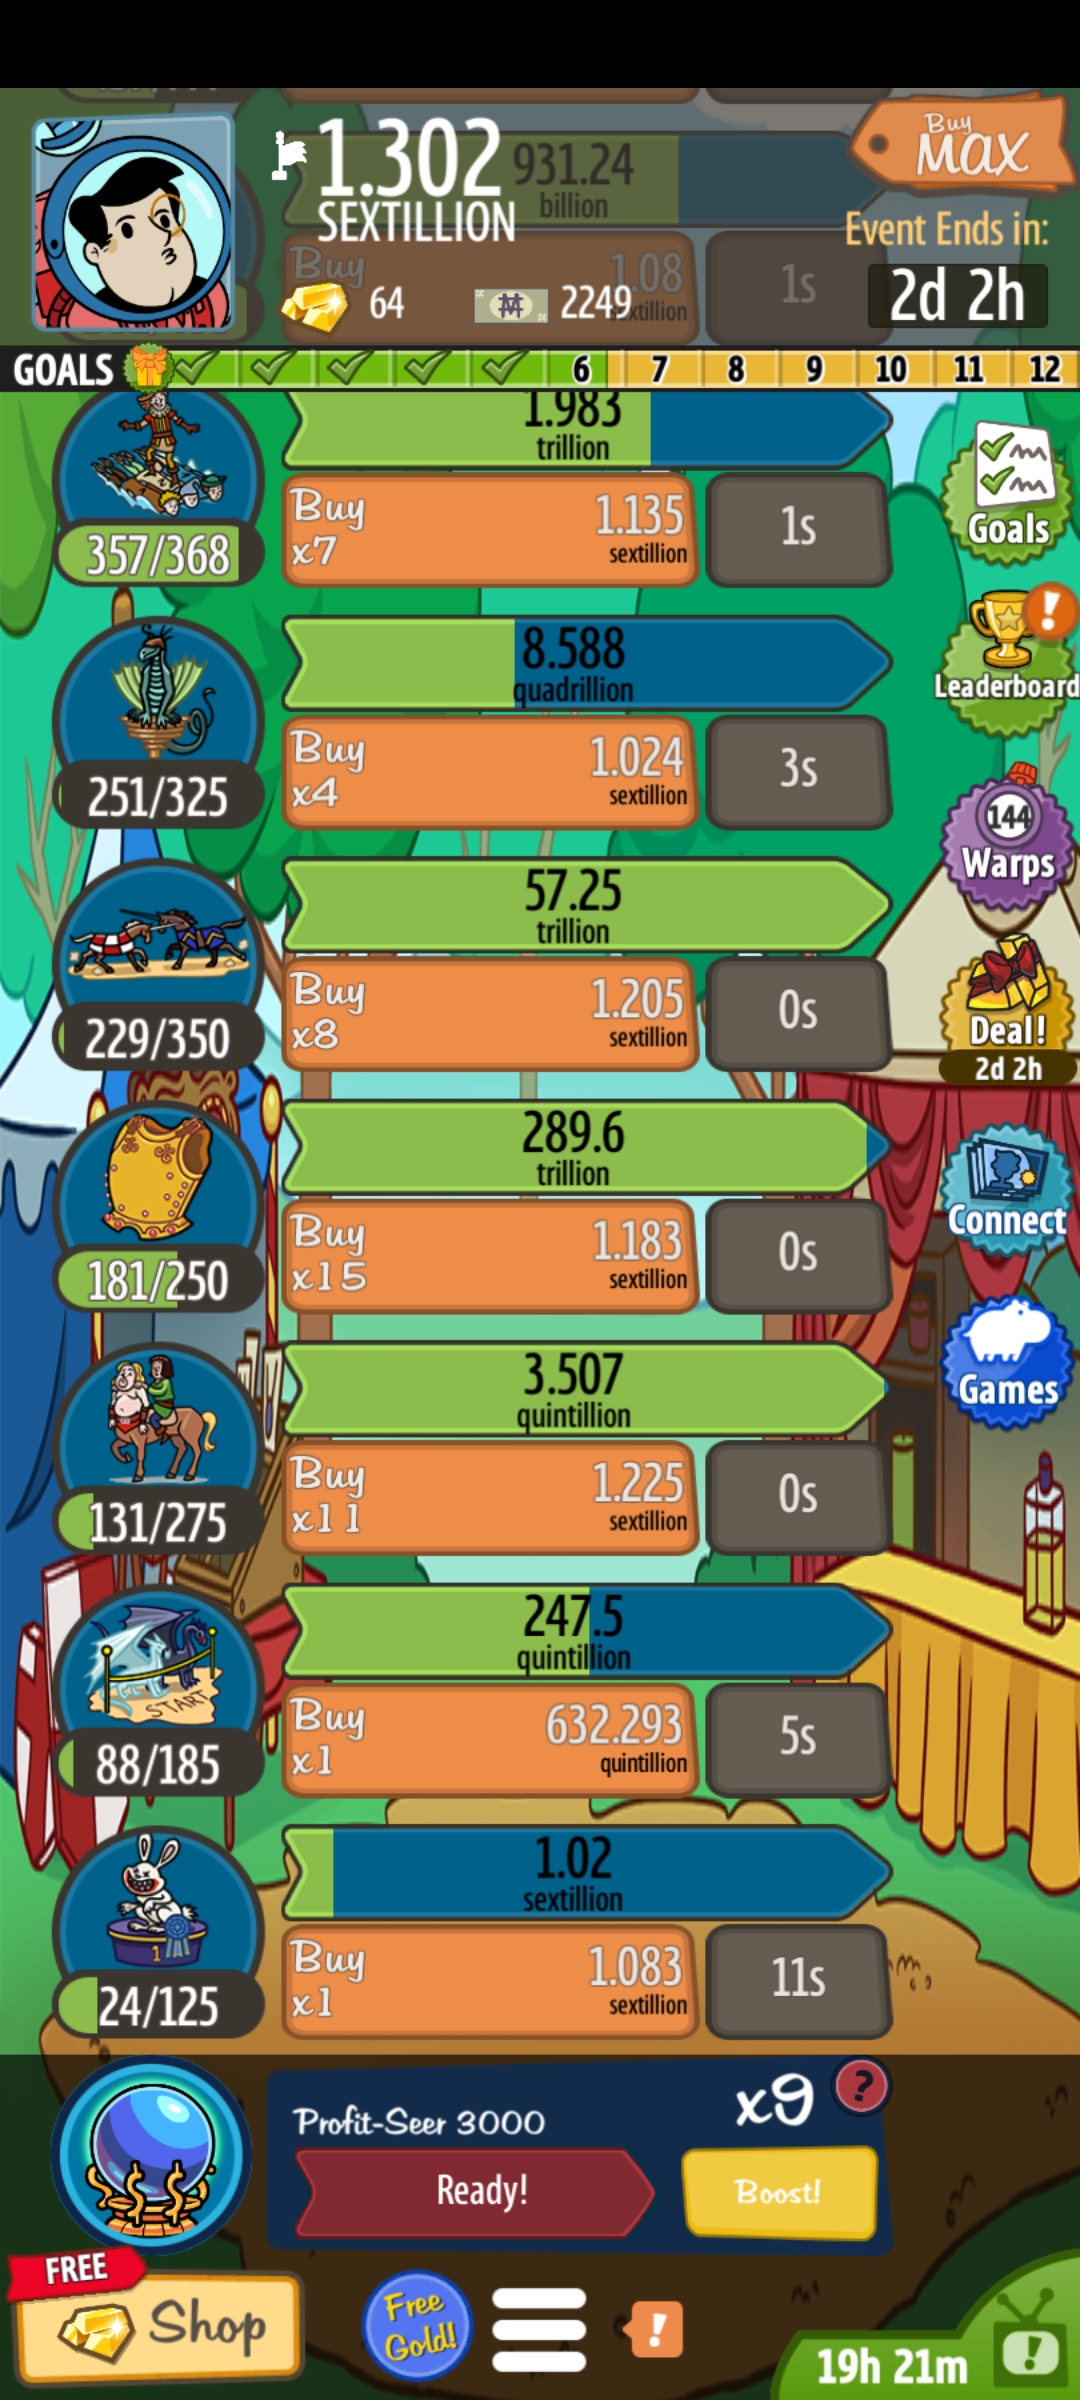 1.302
SEXTILLION
931.24
billion
Buy
MAX
Event Ends in:
2d 2h
Buy
1.08
1s
64
2249
GOALS
6
7
8
9
10
11
12
1.983
trillion
357/368
Buy
x7
1.135
sextillion
1s
Goals
8.588
quadrillion
251/325
Buy
x4
1.024
sextillion
3s
Leaderboard
144
Warps
57.25
trillion
229/350
Buy
x8
1.205
sextillion
0s
Deal!
2d 2h
289.6
trillion
181/250
Buy
x15
1.183
sextillion
0s
Connect
3.507
quintillion
131/275
Buy
x11
1.225
sextillion
0s
Games
247.5
quintillion
START
88/185
Buy
x1
632.293
quintillion
5s
1.02
sextillion
1
24/125
Buy
x1
1.083
sextillion
11s
Profit-Seer 3000
x9
?
Ready!
Boost!
FREE
Shop
Free
Gold!
!
19h 21m
!